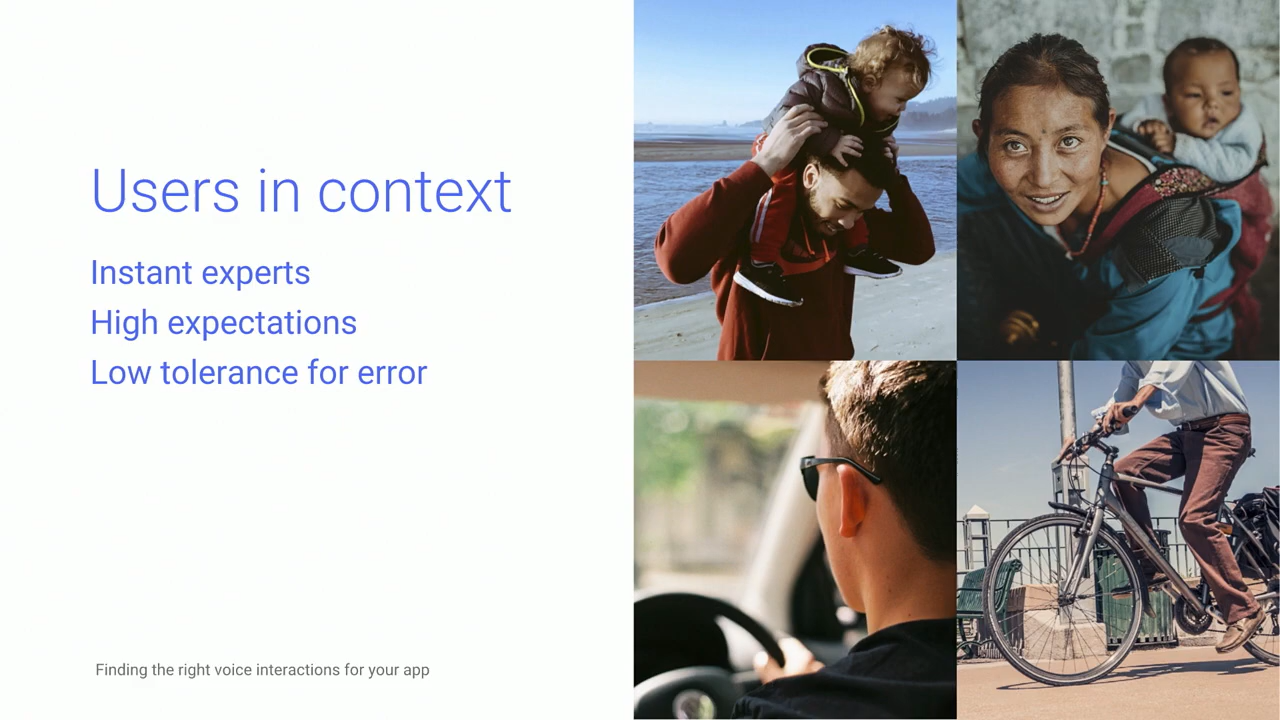 Users in context
Instant experts
High expectations
Low tolerance for error
Finding the right voice interactions for your app